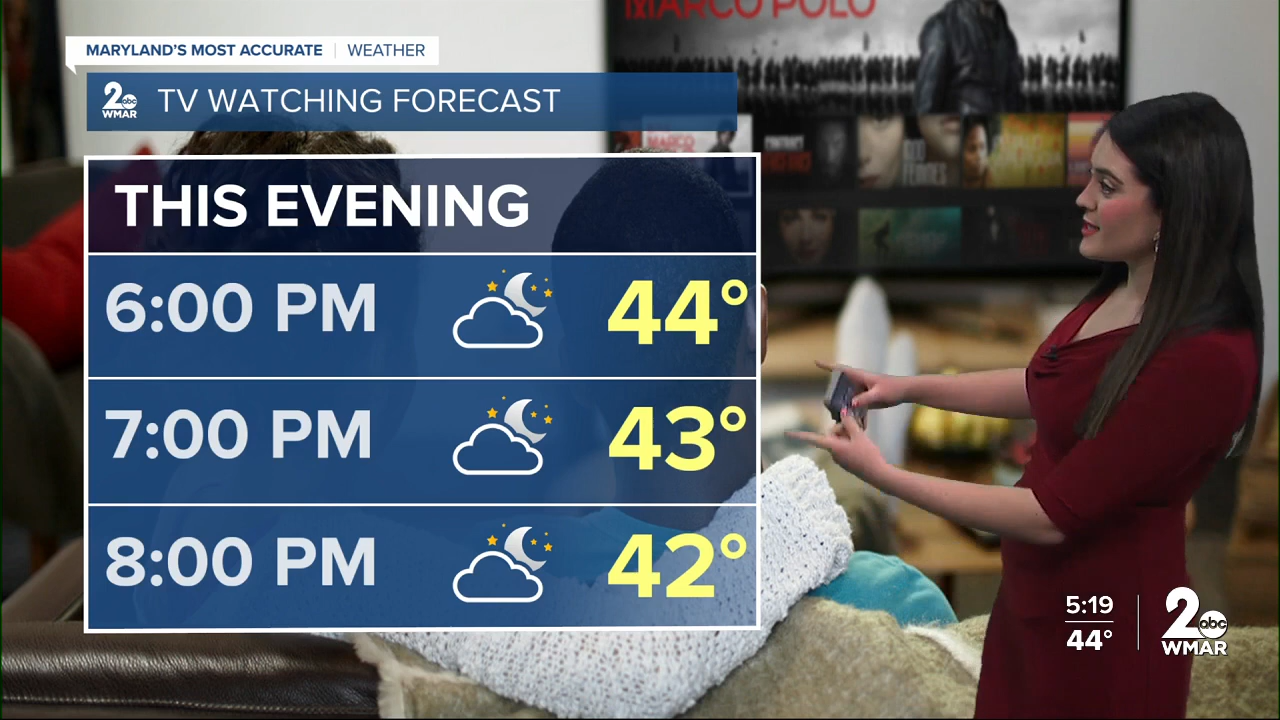 MARCO POLO
MARYLAND'S MOST ACCURATE | WEATHER
2 abc WMAR TV WATCHING FORECAST
MARCO
THIS EVENING
6:00 PM 44°
7:00 PM 43°
8:00 PM 42°
5:19
44°
2 abc
WMAR